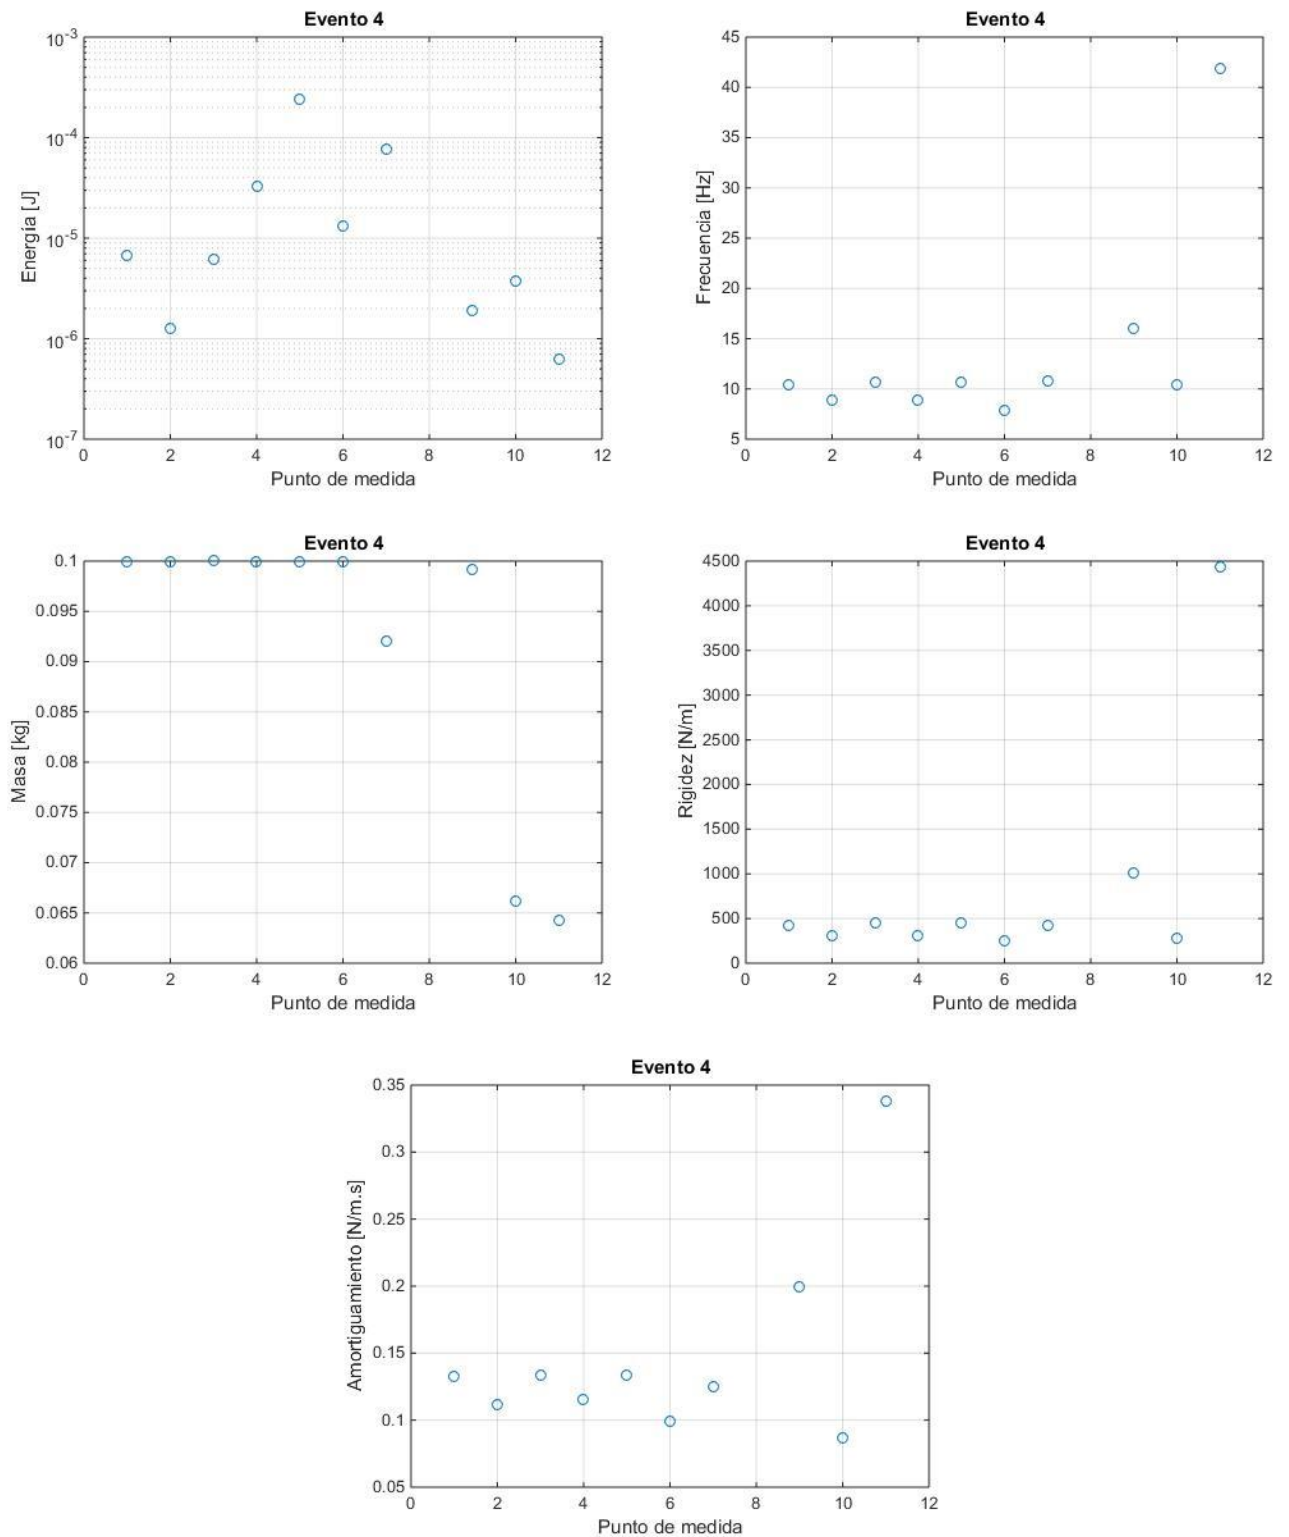 Evento 4
10^-3
10^-4
10^-5
10^-6
10^-7
Energía [J]
0 2 4 6 8 10 12
Punto de medida
Evento 4
45
40
35
30
25
20
15
10
5
Frecuencia [Hz]
0 2 4 6 8 10 12
Punto de medida
Evento 4
0.1
0.095
0.09
0.085
0.08
0.075
0.07
0.065
0.06
Masa [kg]
0 2 4 6 8 10 12
Punto de medida
Evento 4
4500
4000
3500
3000
2500
2000
1500
1000
500
0
Rigidez [N/m]
0 2 4 6 8 10 12
Punto de medida
Evento 4
0.35
0.3
0.25
0.2
0.15
0.1
0.05
Amortiguamiento [N/m.s]
0 2 4 6 8 10 12
Punto de medida